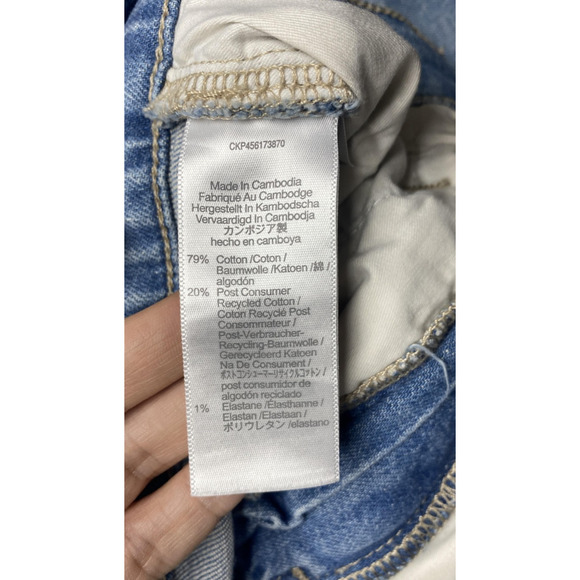 CKP456173870
Made In Cambodia
Fabriqué Au Cambodge
Hergestellt In Kambodscha
Vervaardigd In Cambodja
カンボジア製
hecho en camboya
79% Cotton /Coton /
Baumwolle /Katoen /綿 /
algodón
20% Post Consumer
Recycled Cotton /
Coton Recyclé Post
Consommateur /
Post-Verbraucher-
Recycling-Baumwolle /
Gerecycleerd Katoen
Na De Consument /
ポストコンシューマーリサイクルコットン /
post consumidor de
algodón reciclado
1% Elastane /Élasthanne /
Elastan /Elastaan /
ポリウレタン /elastano